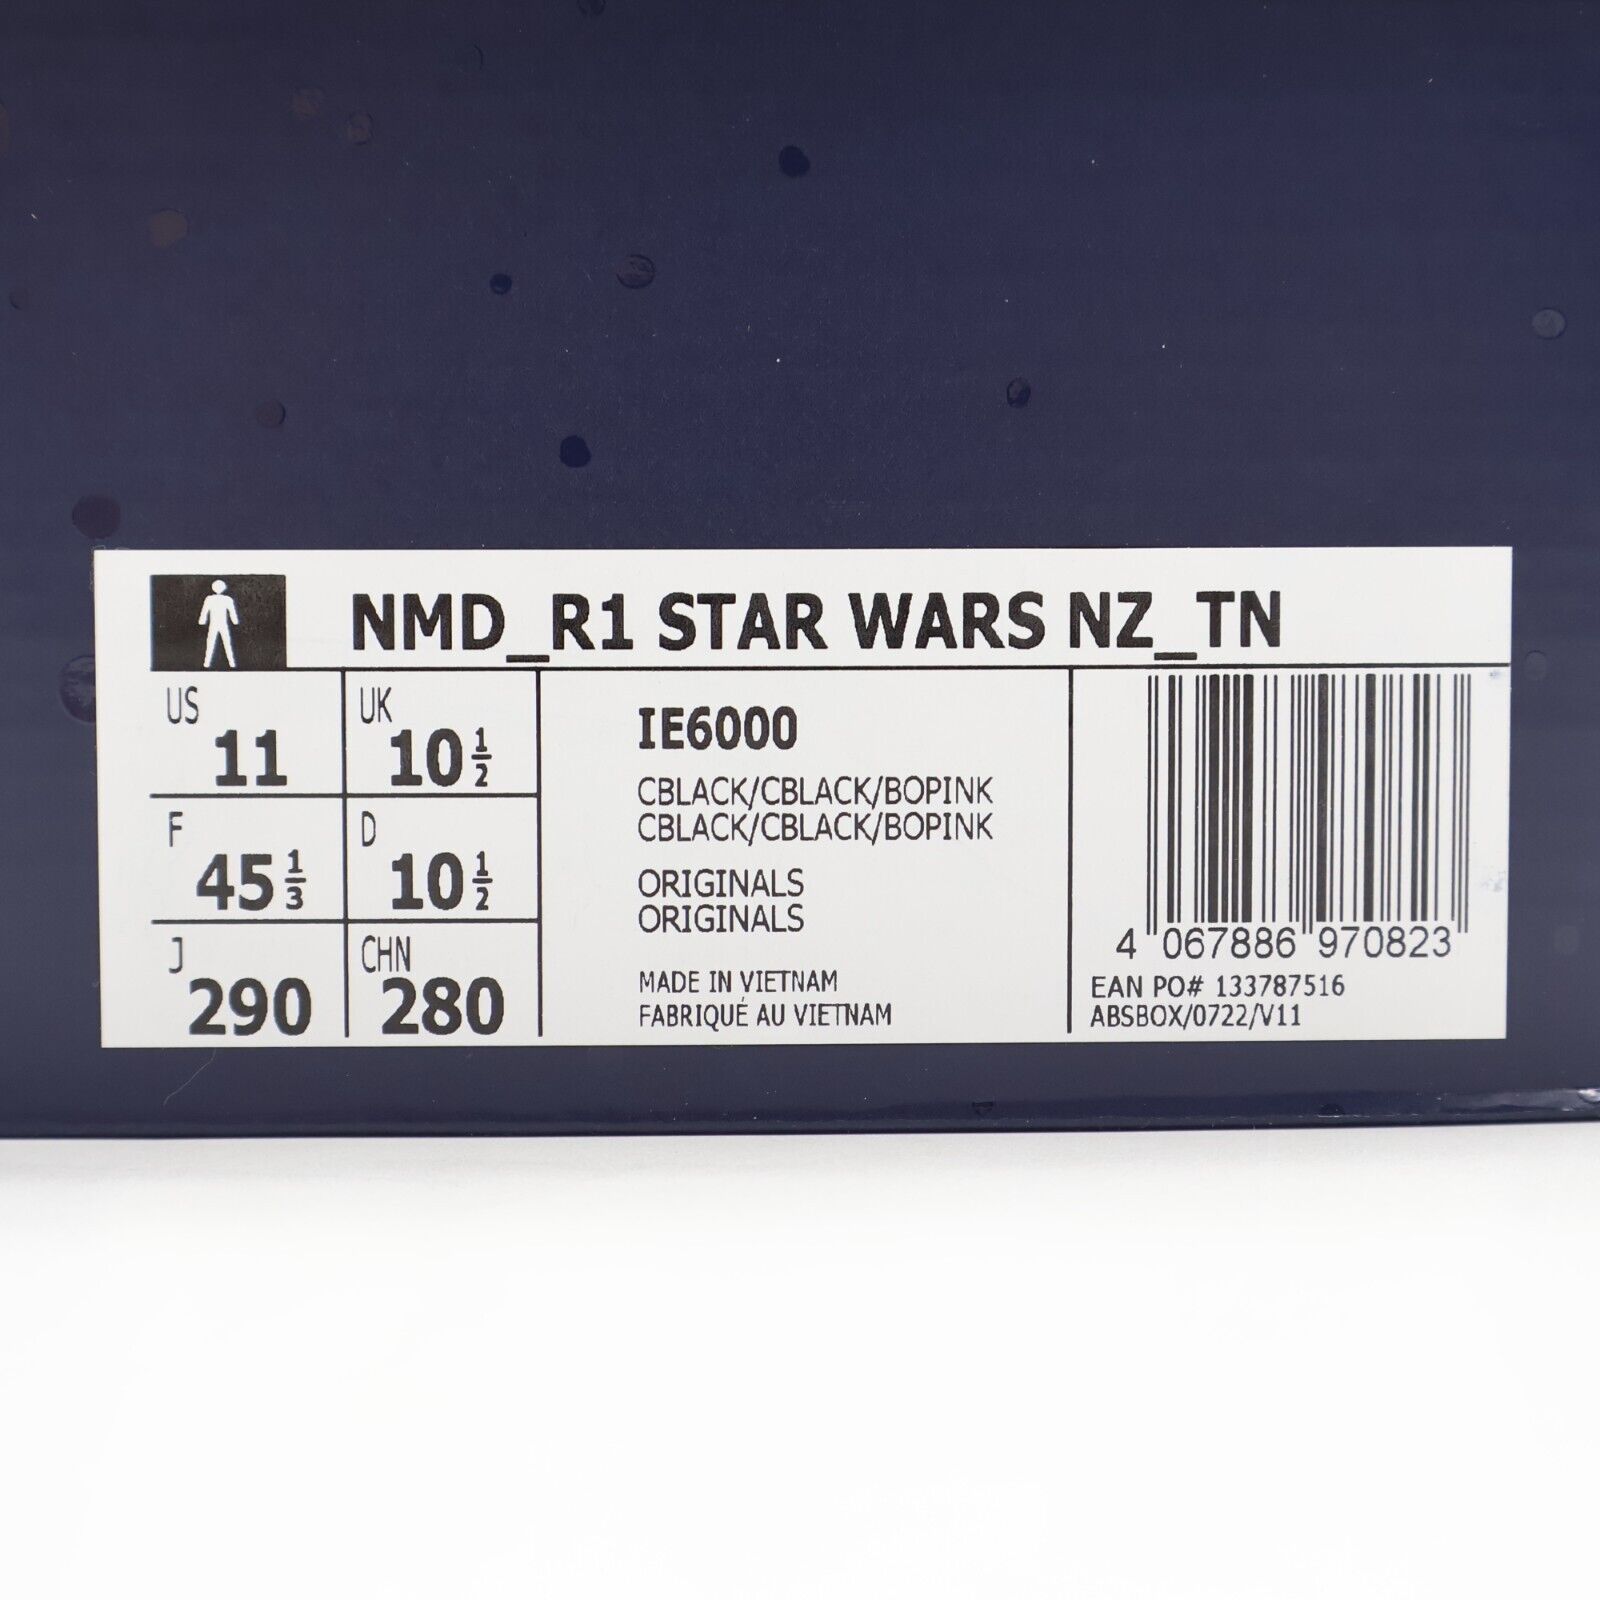 NMD_R1 STAR WARS NZ_TN
US
11
UK
10 1/2
F
45 1/3
D
10 1/2
J
290
CHN
280
IE6000
CBLACK/CBLACK/BOPINK
CBLACK/CBLACK/BOPINK
ORIGINALS
ORIGINALS
MADE IN VIETNAM
FABRIQUÉ AU VIETNAM
4 067886 970823
EAN PO# 133787516
ABSBOX/0722/V11